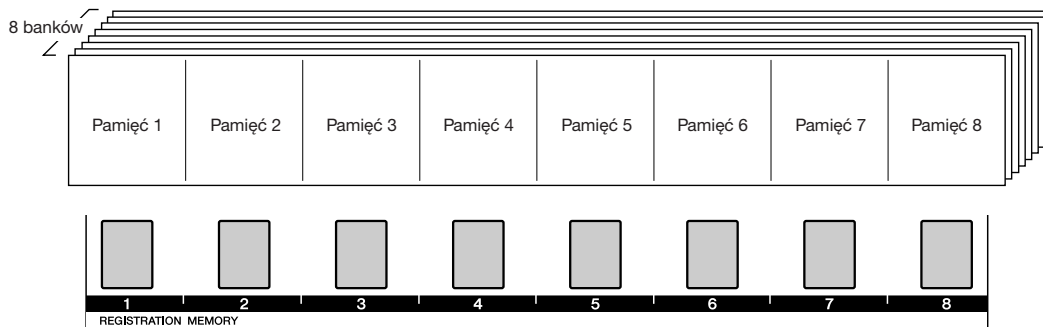 8 banków
Pamięć 1 Pamięć 2 Pamięć 3 Pamięć 4 Pamięć 5 Pamięć 6 Pamięć 7 Pamięć 8
1 2 3 4 5 6 7 8
REGISTRATION MEMORY